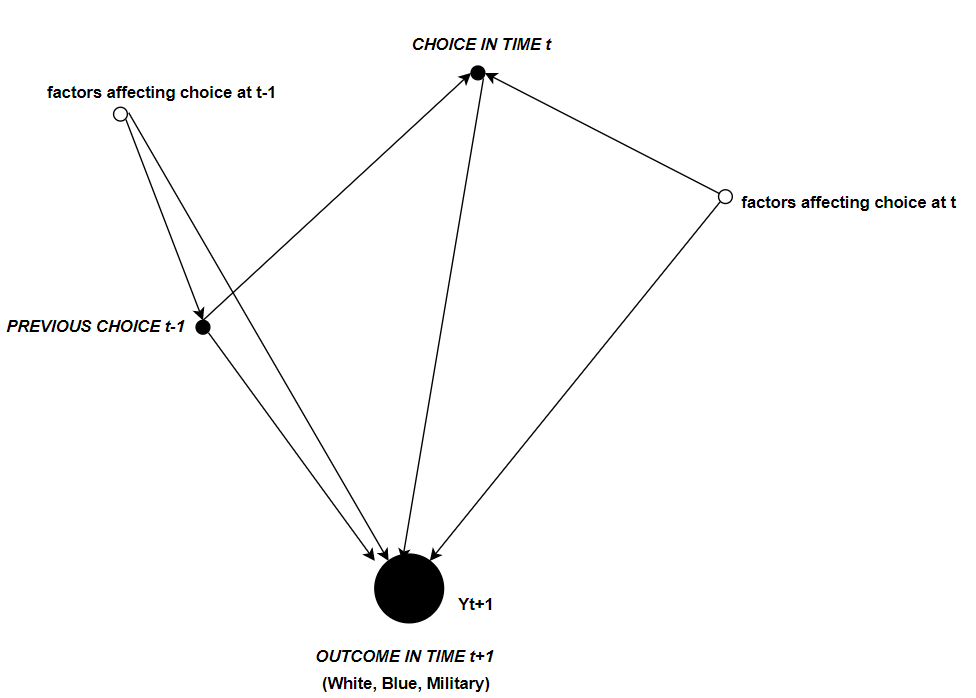 CHOICE IN TIME t
factors affecting choice at t-1
factors affecting choice at t
PREVIOUS CHOICE t-1
Yt+1
OUTCOME IN TIME t+1
(White, Blue, Military)